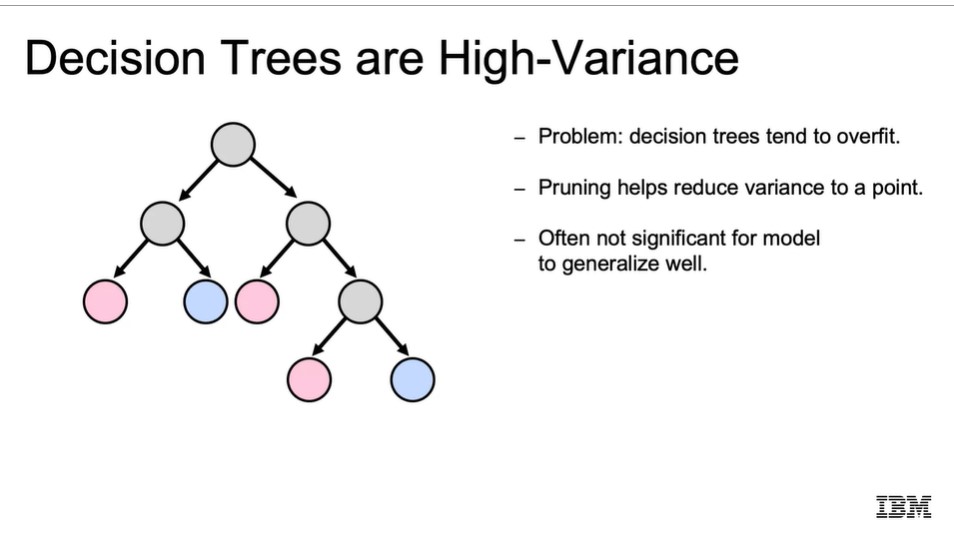 Decision Trees are High-Variance
– Problem: decision trees tend to overfit.
– Pruning helps reduce variance to a point.
– Often not significant for model
to generalize well.
IBM